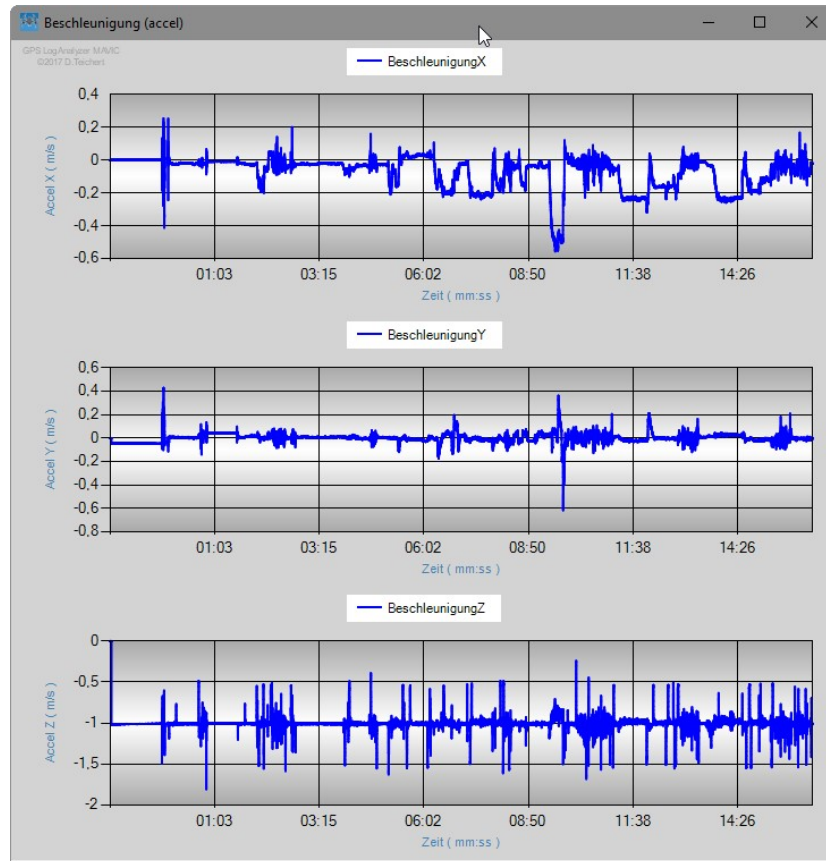 Beschleunigung (accel)
GPS LogAnalyzer MAVIC
©2017 D.Teichert
BeschleunigungX
0,4
0,2
0
-0,2
-0,4
-0,6
Accel X ( m/s )
01:03 03:15 06:02 08:50 11:38 14:26
Zeit ( mm:ss )
BeschleunigungY
0,6
0,4
0,2
0
-0,2
-0,4
-0,6
-0,8
Accel Y ( m/s )
01:03 03:15 06:02 08:50 11:38 14:26
Zeit ( mm:ss )
BeschleunigungZ
0
-0,5
-1
-1,5
-2
Accel Z ( m/s )
01:03 03:15 06:02 08:50 11:38 14:26
Zeit ( mm:ss )